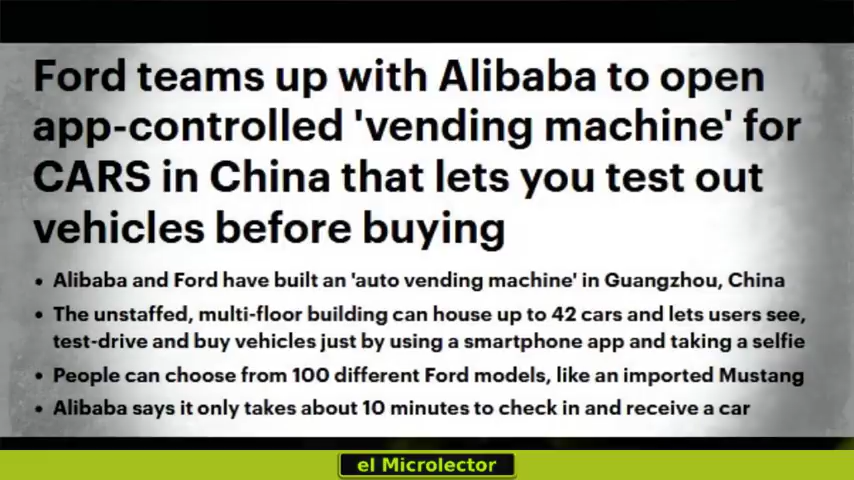 Ford teams up with Alibaba to open
app-controlled 'vending machine' for
CARS in China that lets you test out
vehicles before buying
• Alibaba and Ford have built an 'auto vending machine' in Guangzhou, China
• The unstaffed, multi-floor building can house up to 42 cars and lets users see,
test-drive and buy vehicles just by using a smartphone app and taking a selfie
• People can choose from 100 different Ford models, like an imported Mustang
• Alibaba says it only takes about 10 minutes to check in and receive a car
el Microlector